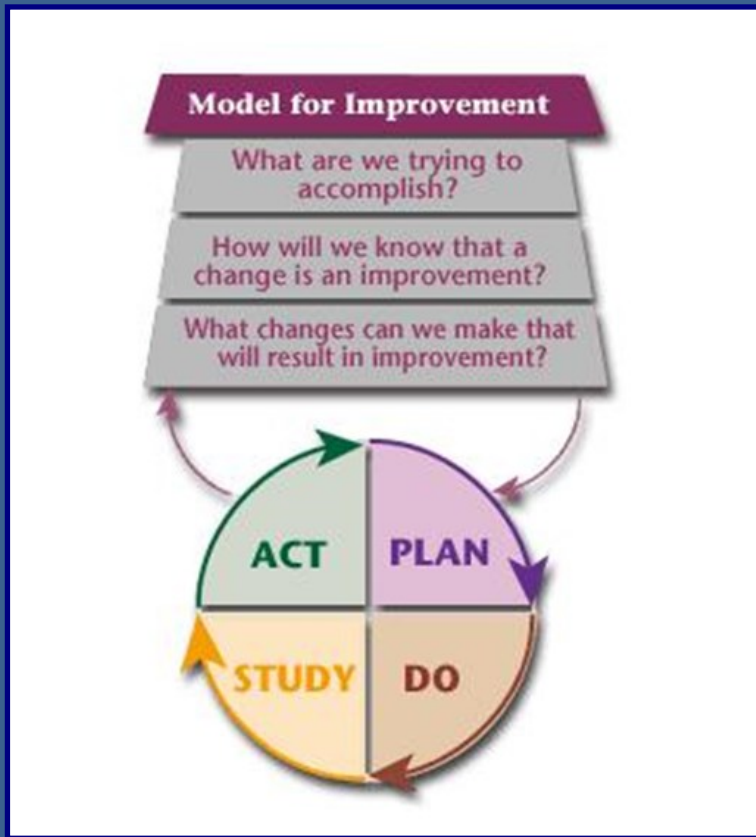 Model for Improvement
What are we trying to
accomplish?
How will we know that a
change is an improvement?
What changes can we make that
will result in improvement?
ACT
PLAN
STUDY
DO